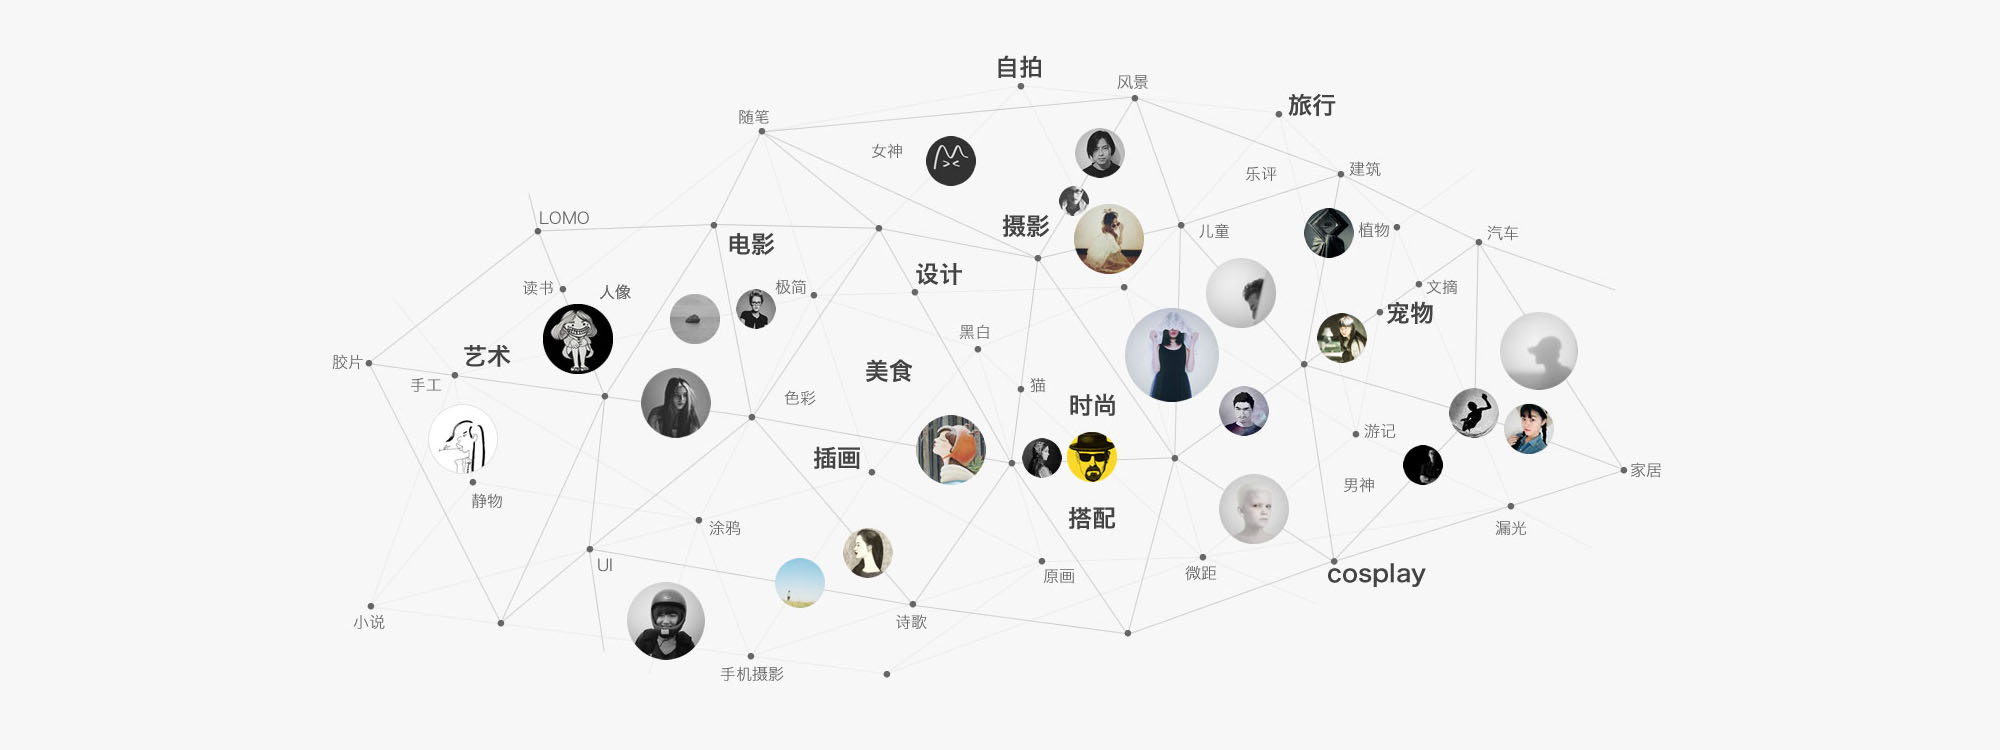 自拍
风景
旅行
随笔
女神
乐评
建筑
LOMO
摄影
儿童
植物
汽车
电影
设计
读书
人像
极简
文摘
宠物
黑白
艺术
胶片
手工
美食
猫
色彩
时尚
游记
插画
家居
男神
静物
搭配
涂鸦
漏光
UI
原画
微距
cosplay
小说
诗歌
手机摄影